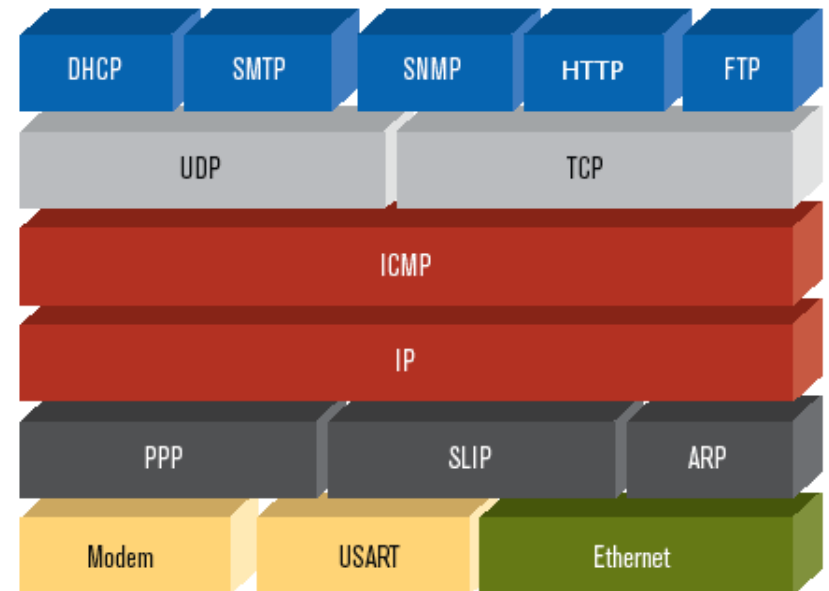 DHCP SMTP SNMP HTTP FTP
UDP TCP
ICMP
IP
PPP SLIP ARP
Modem USART Ethernet